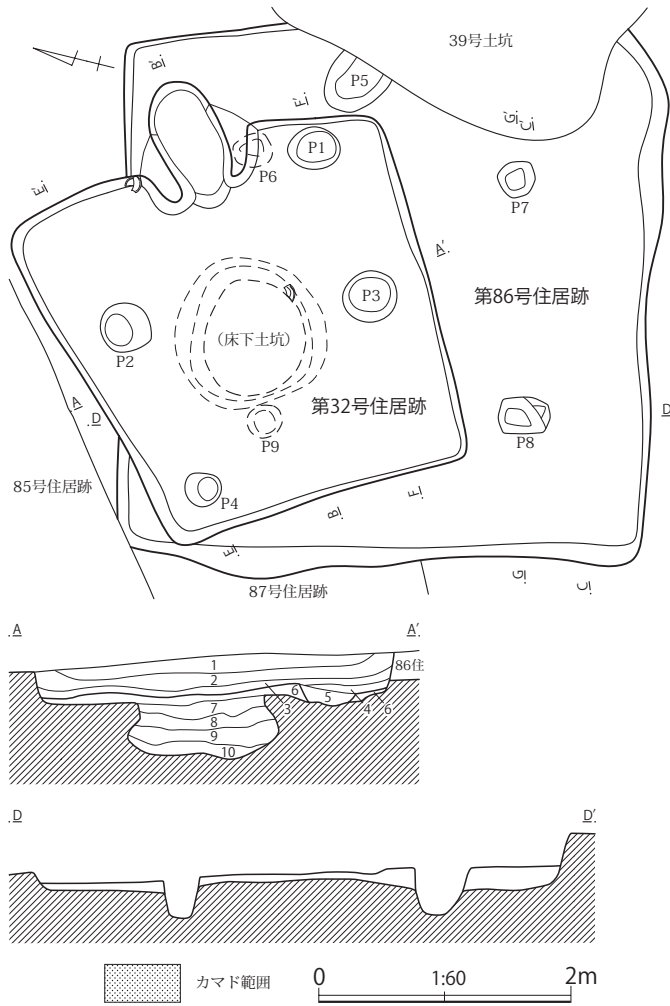 39号土坑
B'
P5
E'
G'
C'
P1
P6
P7
E'
A'
P3
第86号住居跡
(床下土坑)
P2
第32号住居跡
A
D
P9
P8
D'
85号住居跡
P4
F
B
E
87号住居跡
G
C
A
A'
1
86住
2
6
5
7
3
4
6
8
9
10
D
D'
カマド範囲
0
1:60
2m